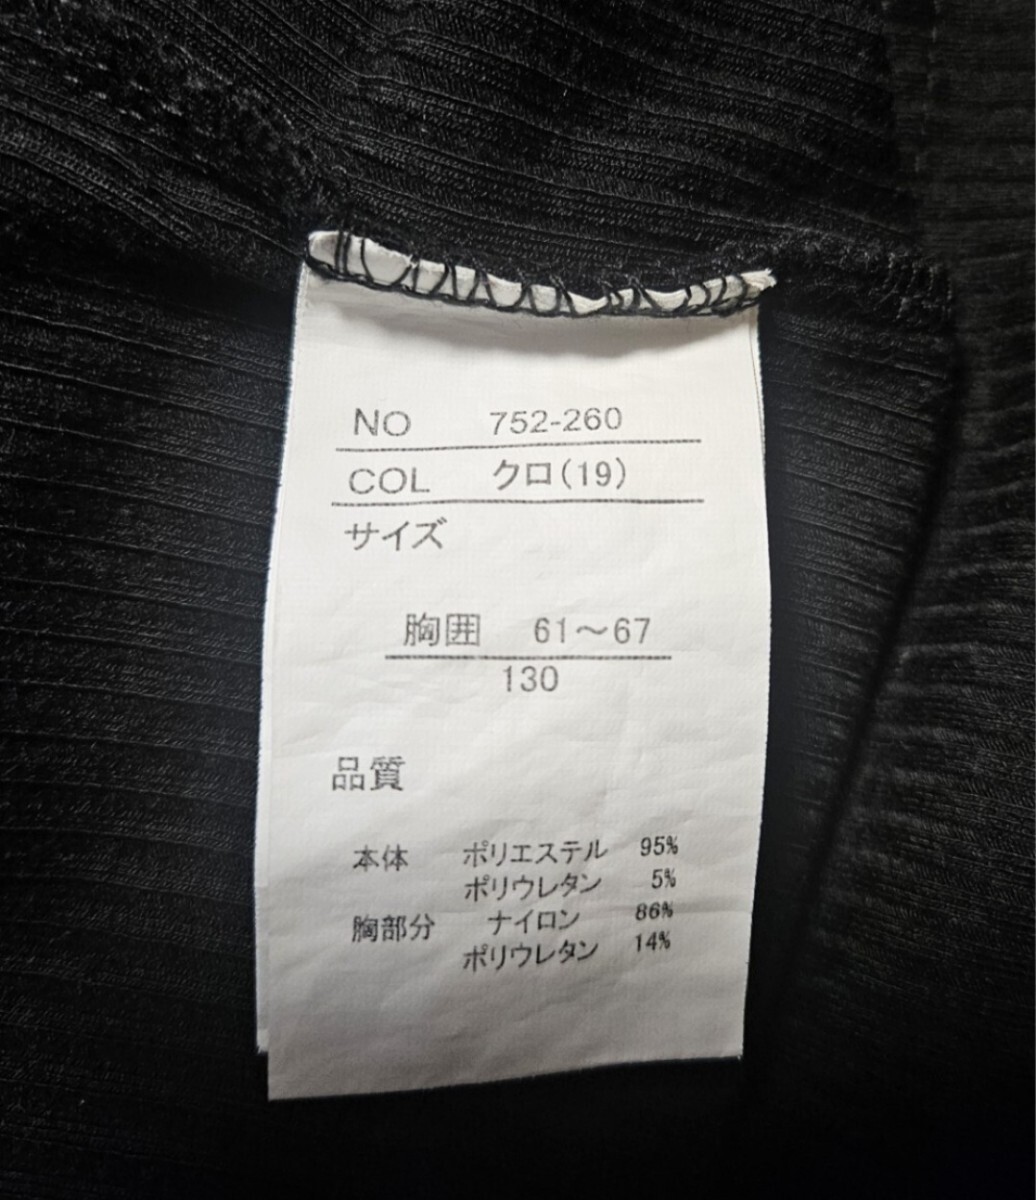 NO 752-260
COL クロ(19)
サイズ
胸囲 61～67
130
品質
本体 ポリエステル 95%
ポリウレタン 5%
胸部分 ナイロン 86%
ポリウレタン 14%